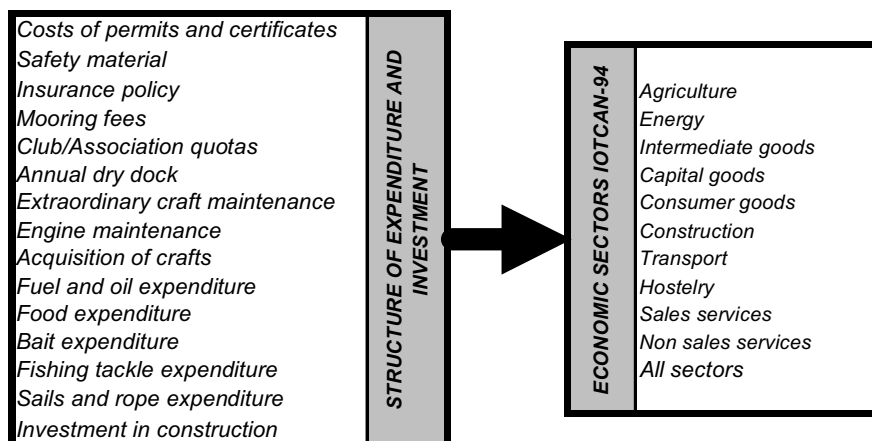 Costs of permits and certificates
Safety material
Insurance policy
Mooring fees
Club/Association quotas
Annual dry dock
Extraordinary craft maintenance
Engine maintenance
Acquisition of crafts
Fuel and oil expenditure
Food expenditure
Bait expenditure
Fishing tackle expenditure
Sails and rope expenditure
Investment in construction
STRUCTURE OF EXPENDITURE AND
INVESTMENT
ECONOMIC SECTORS IOTCAN-94
Agriculture
Energy
Intermediate goods
Capital goods
Consumer goods
Construction
Transport
Hostelry
Sales services
Non sales services
All sectors